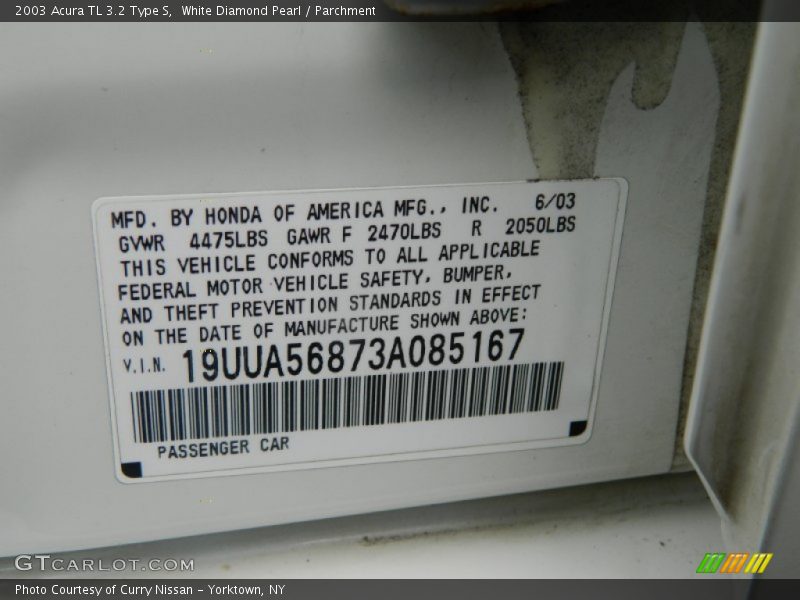 2003 Acura TL 3.2 Type S,  White Diamond Pearl / Parchment
MFD. BY HONDA OF AMERICA MFG., INC.   6/03
GVWR  4475LBS  GAWR F  2470LBS   R  2050LBS
THIS VEHICLE CONFORMS TO ALL APPLICABLE
FEDERAL MOTOR VEHICLE SAFETY, BUMPER,
AND THEFT PREVENTION STANDARDS IN EFFECT
ON THE DATE OF MANUFACTURE SHOWN ABOVE:
V.I.N. 19UUA56873A085167
PASSENGER CAR
GTCARLOT.COM
Photo Courtesy of Curry Nissan - Yorktown, NY